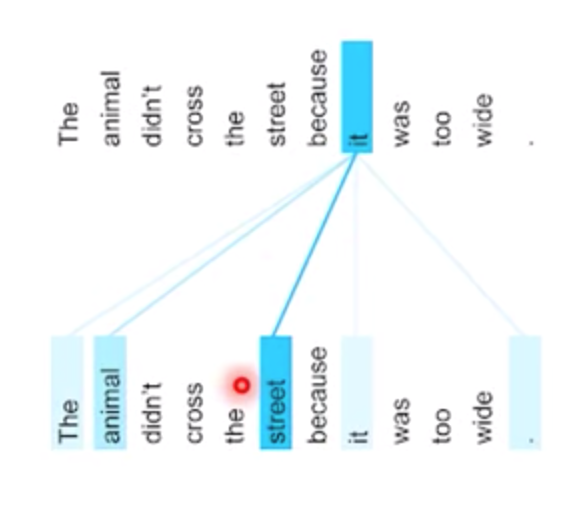 The animal didn't cross the street because it was too wide .
The animal didn't cross the street because it was too wide .